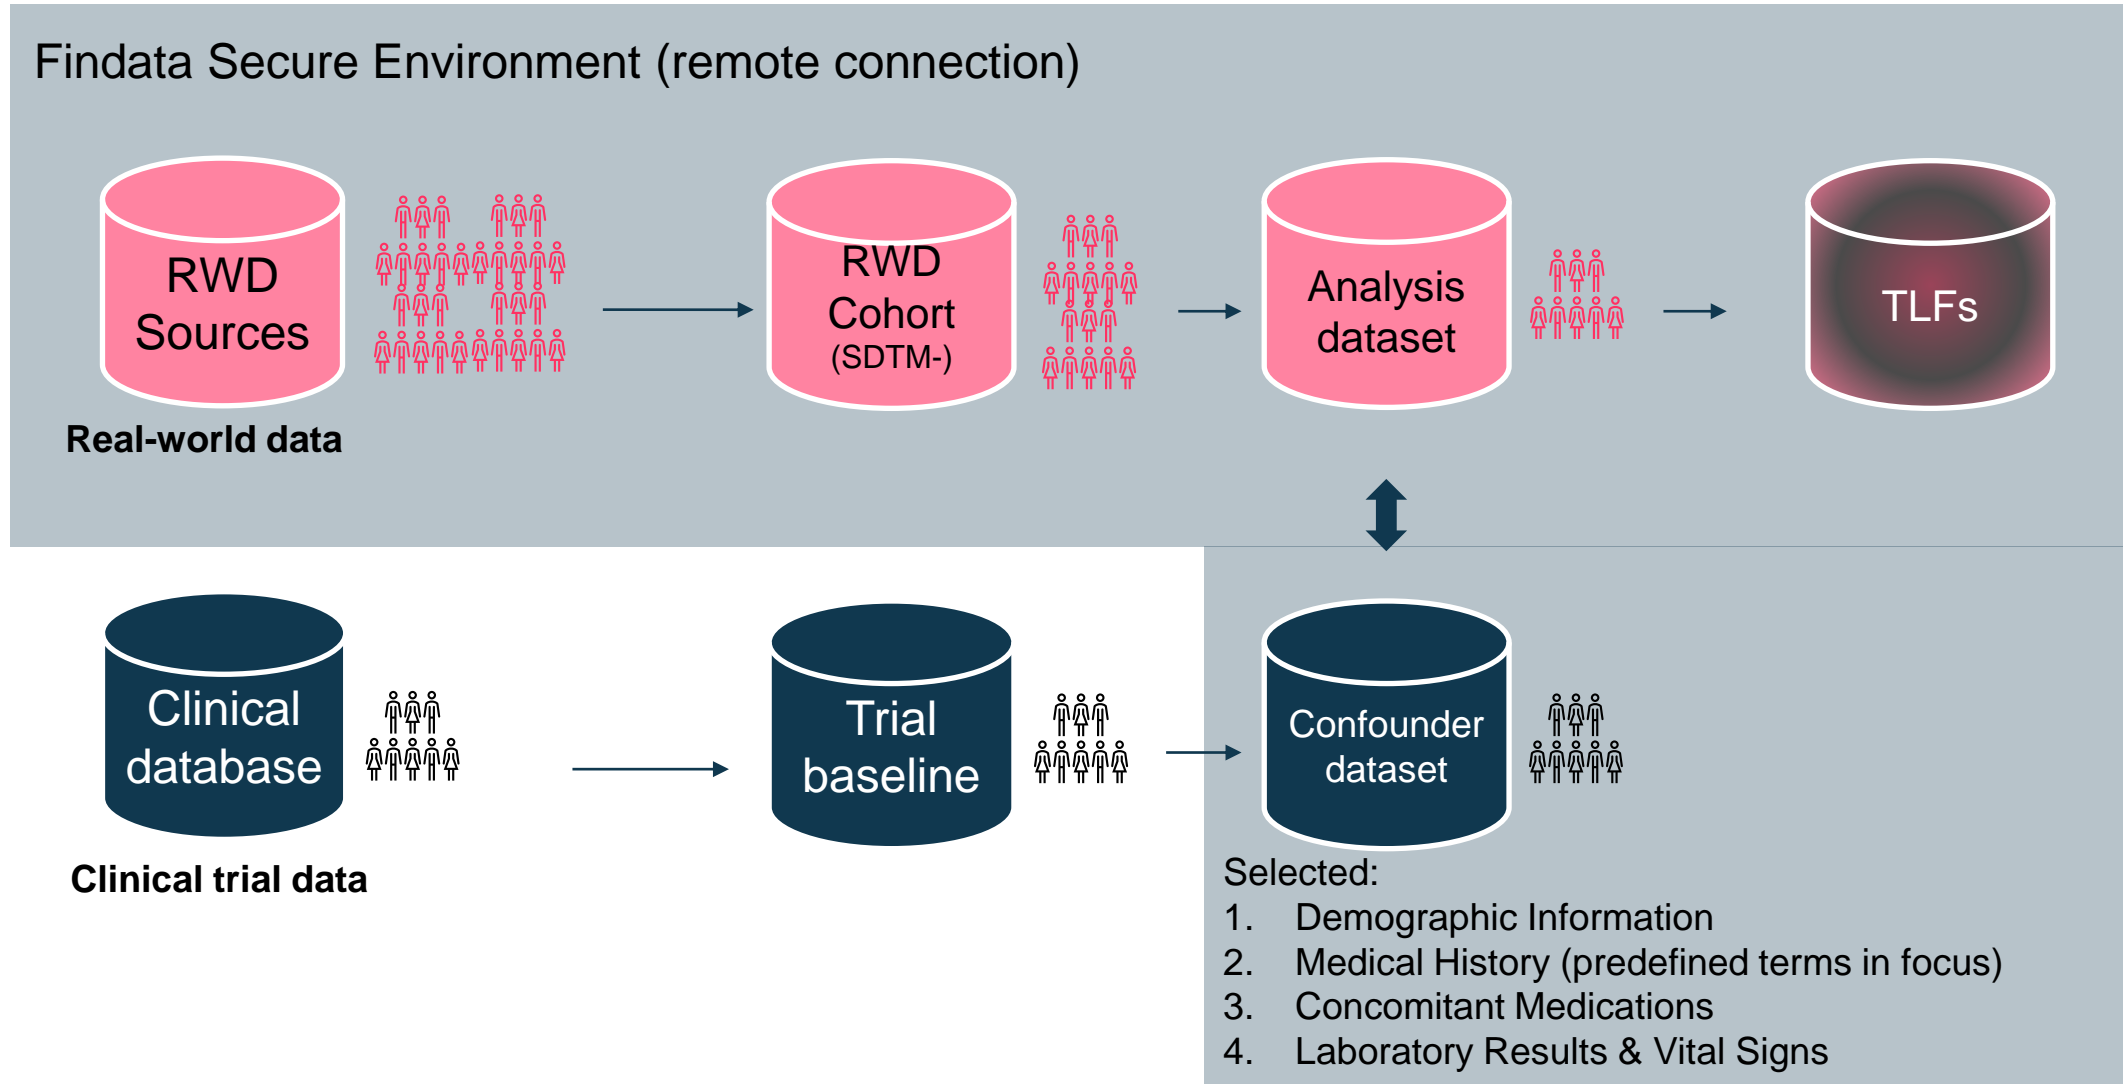 Findata Secure Environment (remote connection)
RWD
Sources
RWD
Cohort
(SDTM-)
Analysis
dataset
TLFs
Real-world data
Clinical
database
Trial
baseline
Confounder
dataset
Clinical trial data
Selected:
1. Demographic Information
2. Medical History (predefined terms in focus)
3. Concomitant Medications
4. Laboratory Results & Vital Signs